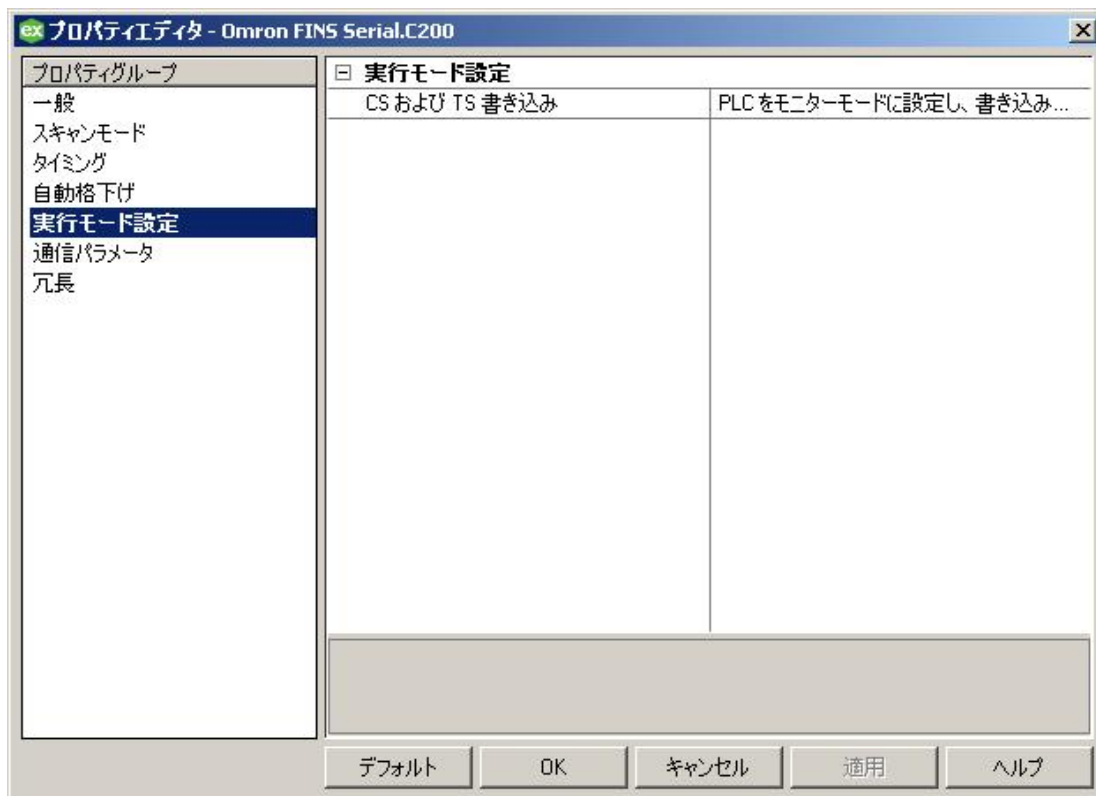 プロパティエディタ - Omron FINS Serial.C200
プロパティグループ
一般
スキャンモード
タイミング
自動格下げ
実行モード設定
通信パラメータ
冗長
実行モード設定
CS および TS 書き込み
PLC をモニターモードに設定し、書き込み...
デフォルト
OK
キャンセル
適用
ヘルプ